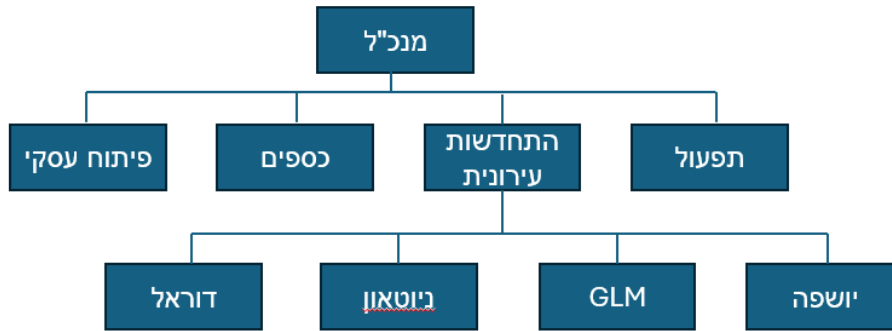 מנכ"ל
תפעול
התחדשות
עירונית
כספים
פיתוח עסקי
יושפה
GLM
ניוטאון
דוראל